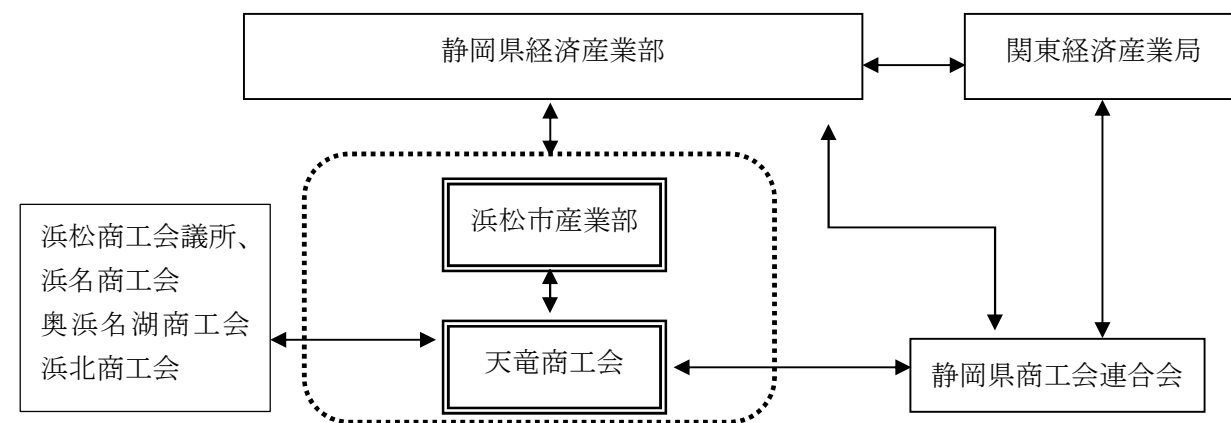 静岡県経済産業部
関東経済産業局
浜松市産業部
浜松商工会議所、
浜名商工会
奥浜名湖商工会
浜北商工会
天竜商工会
静岡県商工会連合会